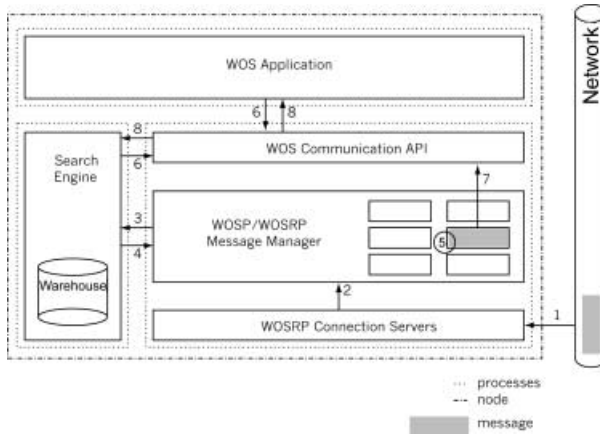 WOS Application
Network
6
8
8
6
WOS Communication API
Search
Engine
7
3
4
WOSP/WOSRP
Message Manager
5
Warehouse
2
1
WOSRP Connection Servers
processes
node
message